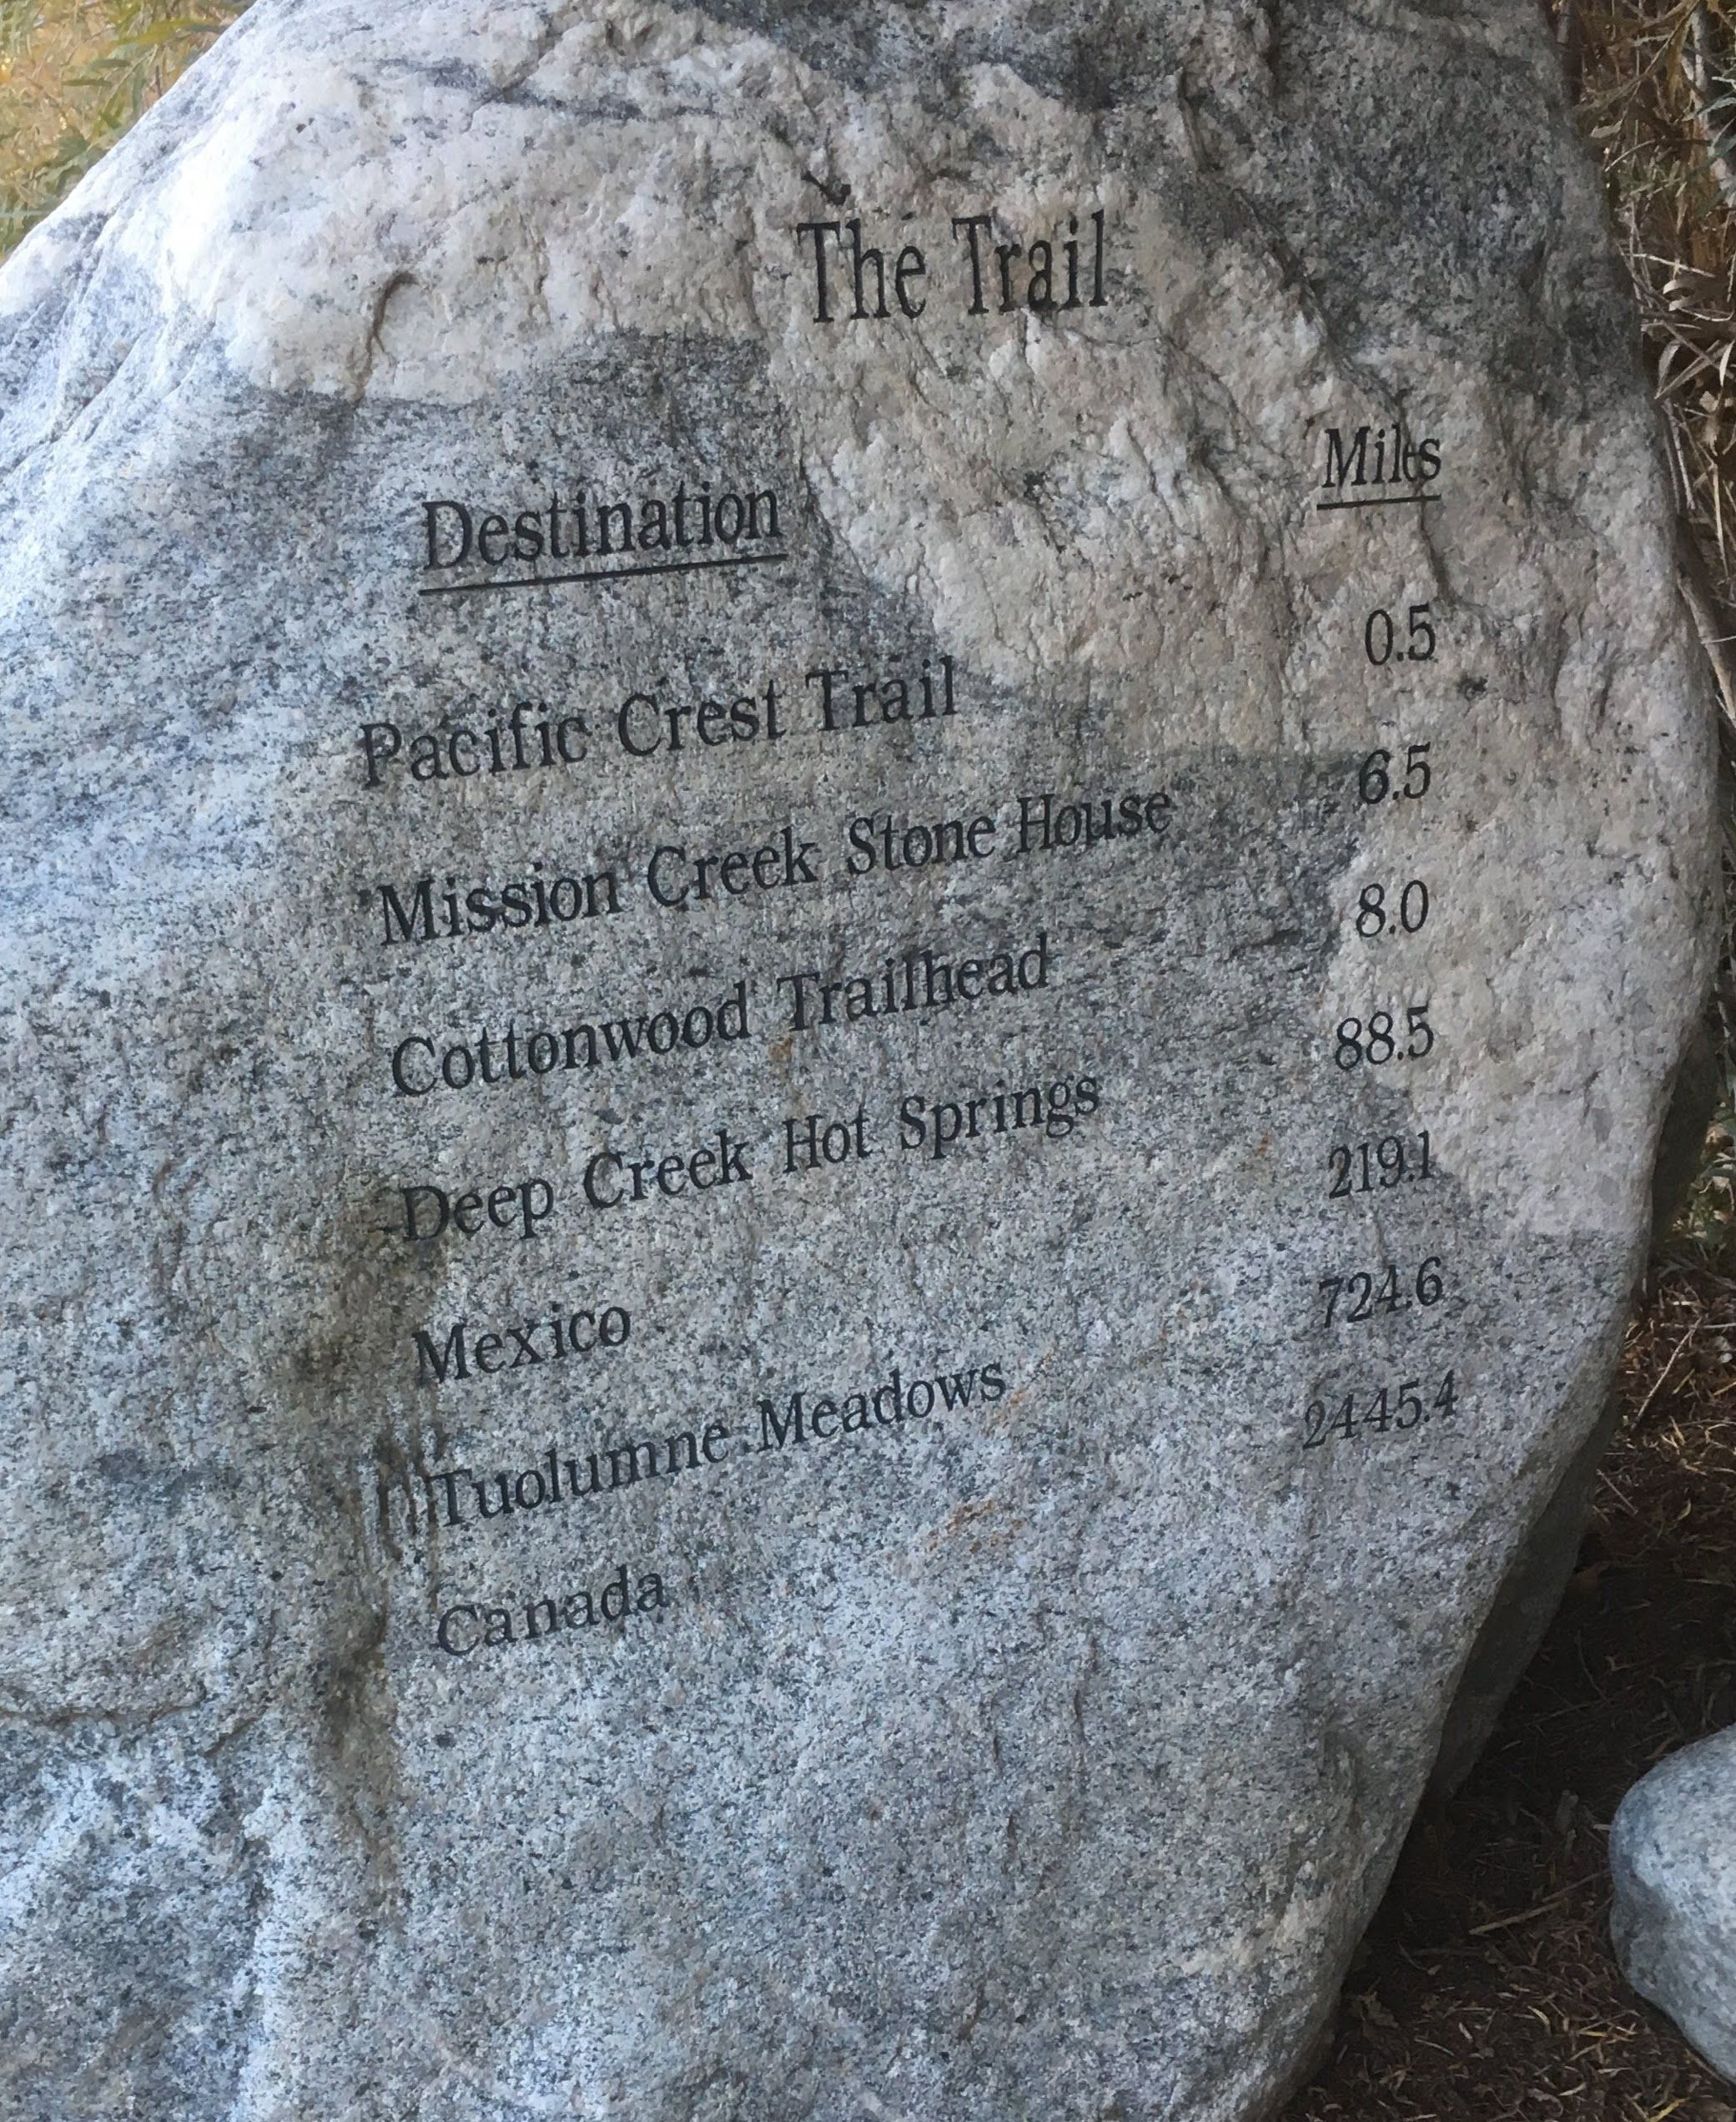 The Trail
Destination Miles
Pacific Crest Trail 0.5
Mission Creek Stone House 6.5
Cottonwood Trailhead 8.0
Deep Creek Hot Springs 88.5
Mexico 219.1
Tuolumne Meadows 724.6
Canada 2445.4